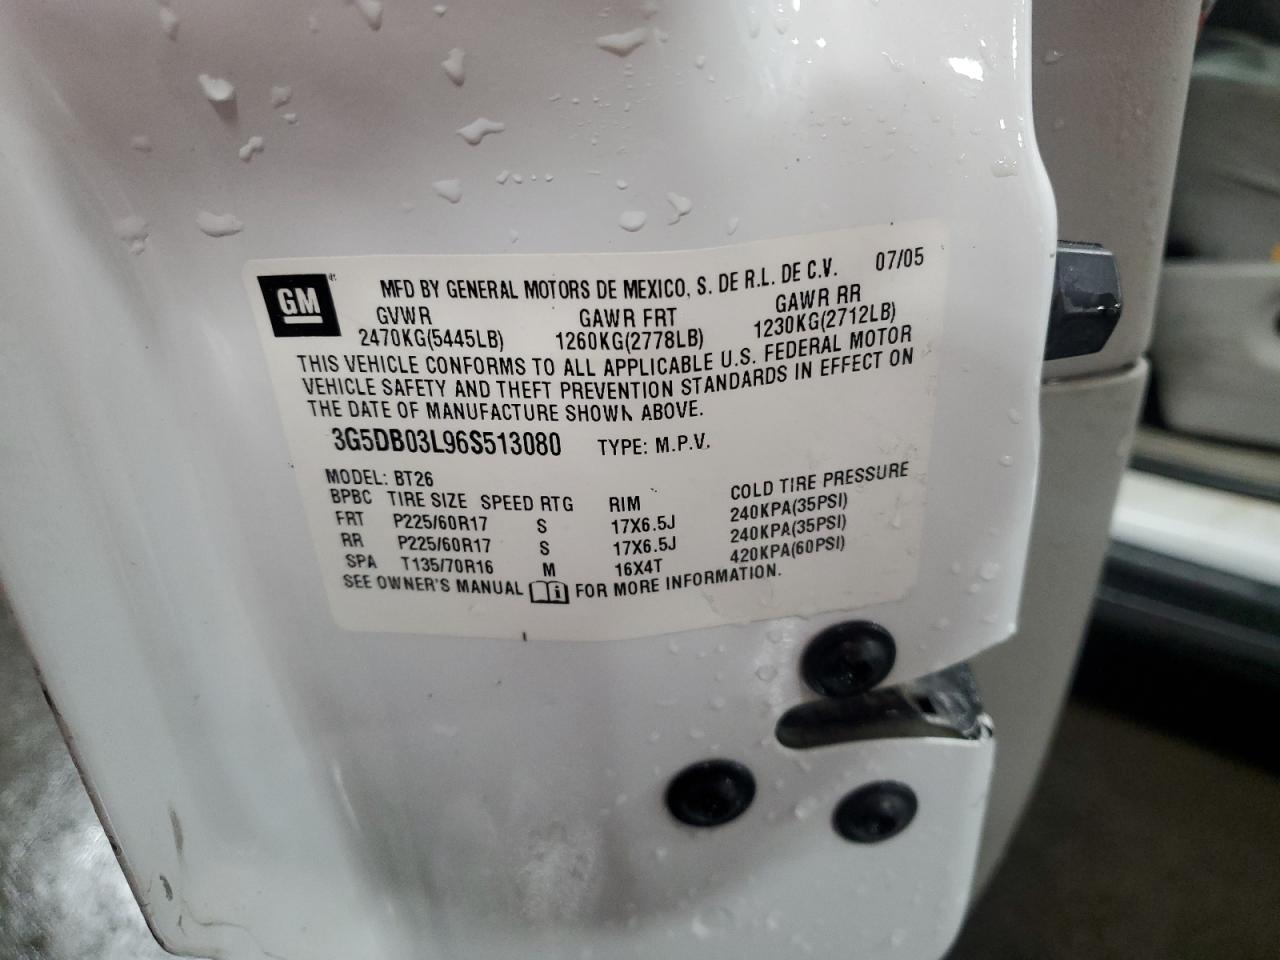 GM
MFD BY GENERAL MOTORS DE MEXICO, S. DE R.L. DE C.V. 07/05
GVWR GAWR FRT GAWR RR
2470KG(5445LB) 1260KG(2778LB) 1230KG(2712LB)
THIS VEHICLE CONFORMS TO ALL APPLICABLE U.S. FEDERAL MOTOR
VEHICLE SAFETY AND THEFT PREVENTION STANDARDS IN EFFECT ON
THE DATE OF MANUFACTURE SHOWN ABOVE.
3G5DB03L96S513080 TYPE: M.P.V.
MODEL: BT26
BPBC TIRE SIZE SPEED RTG RIM COLD TIRE PRESSURE
FRT P225/60R17 S 17X6.5J 240KPA(35PSI)
RR P225/60R17 S 17X6.5J 240KPA(35PSI)
SPA T135/70R16 M 16X4T 420KPA(60PSI)
SEE OWNER'S MANUAL FOR MORE INFORMATION.